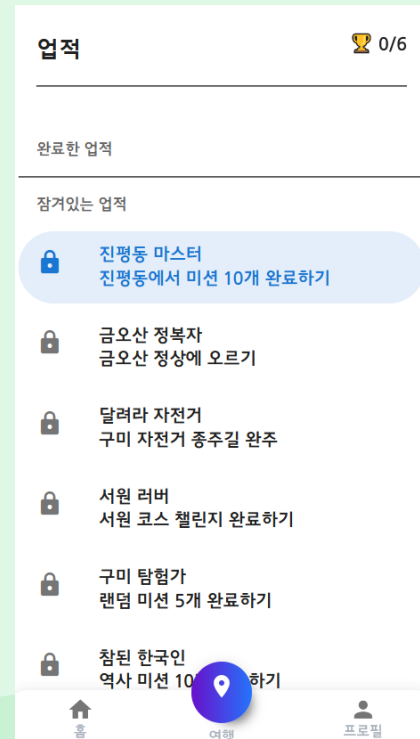 업적
🏆 0/6
완료한 업적
잠겨있는 업적
진평동 마스터
진평동에서 미션 10개 완료하기
금오산 정복자
금오산 정상에 오르기
달려라 자전거
구미 자전거 종주길 완주
서원 러버
서원 코스 챌린지 완료하기
구미 탐험가
랜덤 미션 5개 완료하기
참된 한국인
역사 미션 10 하기
홈
여행
프로필